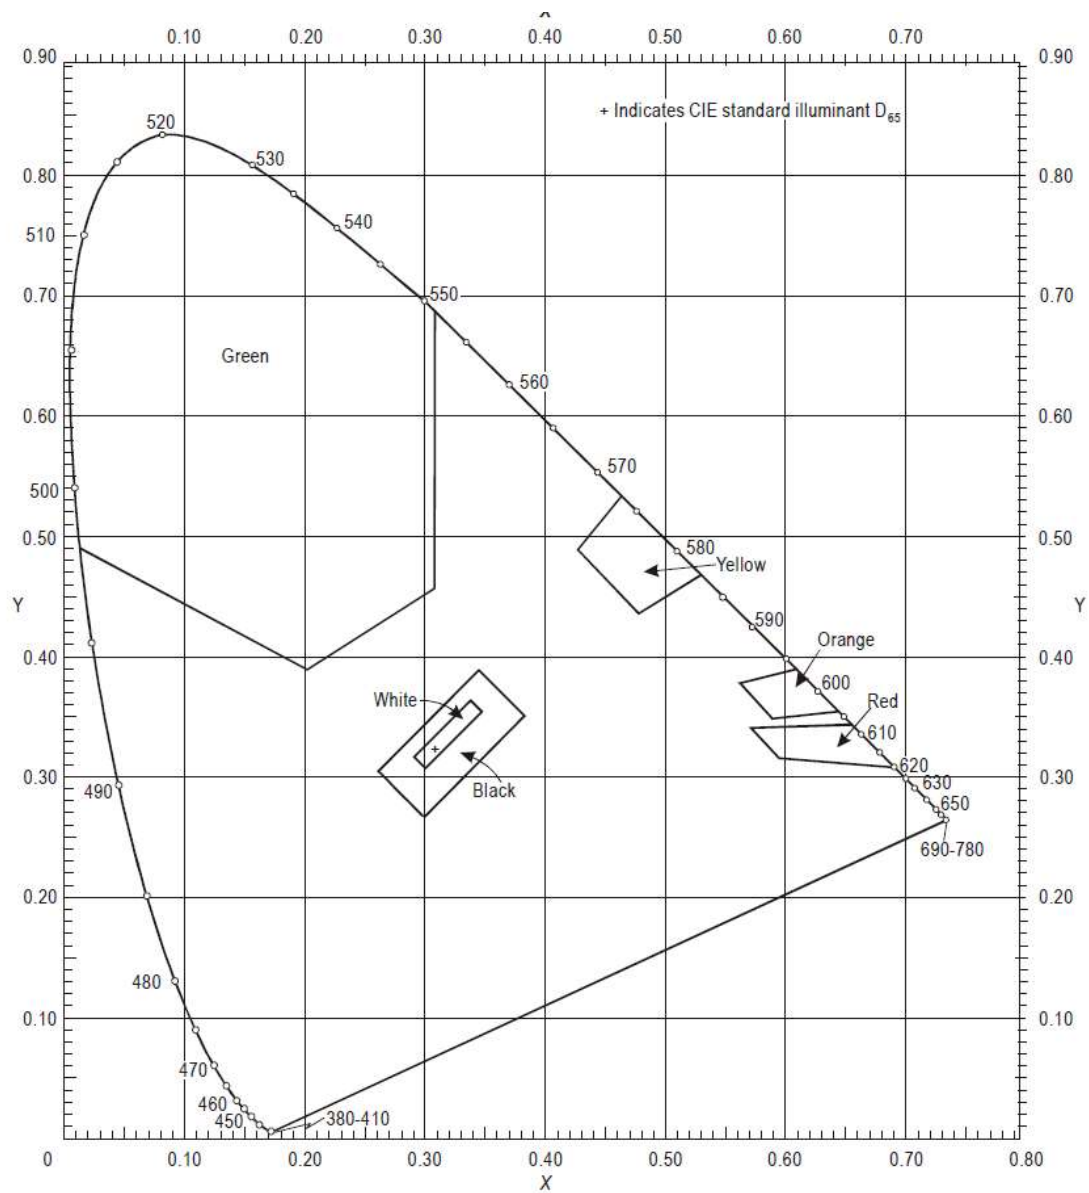 X
0.10 0.20 0.30 0.40 0.50 0.60 0.70
0.90 0.90
+ Indicates CIE standard illuminant D65
520
530
0.80 0.80
540
510
0.70 550 0.70
Green
560
0.60 0.60
570
500
0.50 580 0.50
Yellow
Y 590 Y
Orange
0.40 0.40
600
White Red
610
0.30 620 0.30
490 Black 630
650
690-780
0.20 0.20
480
0.10 0.10
470
460
450 380-410
0 0.10 0.20 0.30 0.40 0.50 0.60 0.70 0.80
X